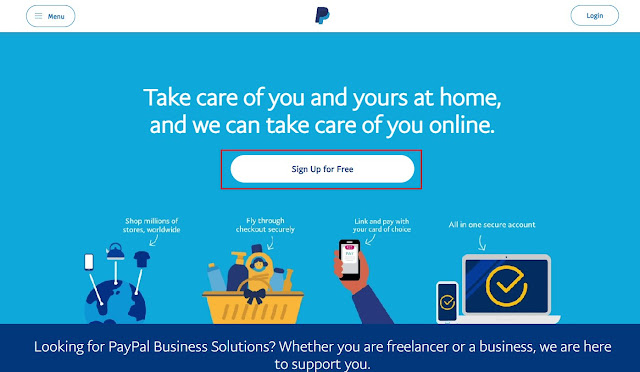 Menu
Login
Take care of you and yours at home,
and we can take care of you online.
Sign Up for Free
Shop millions of
stores, worldwide
Fly through
checkout securely
Link and pay with
your card of choice
All in one secure account
PAY
Looking for PayPal Business Solutions? Whether you are freelancer or a business, we are here
to support you.